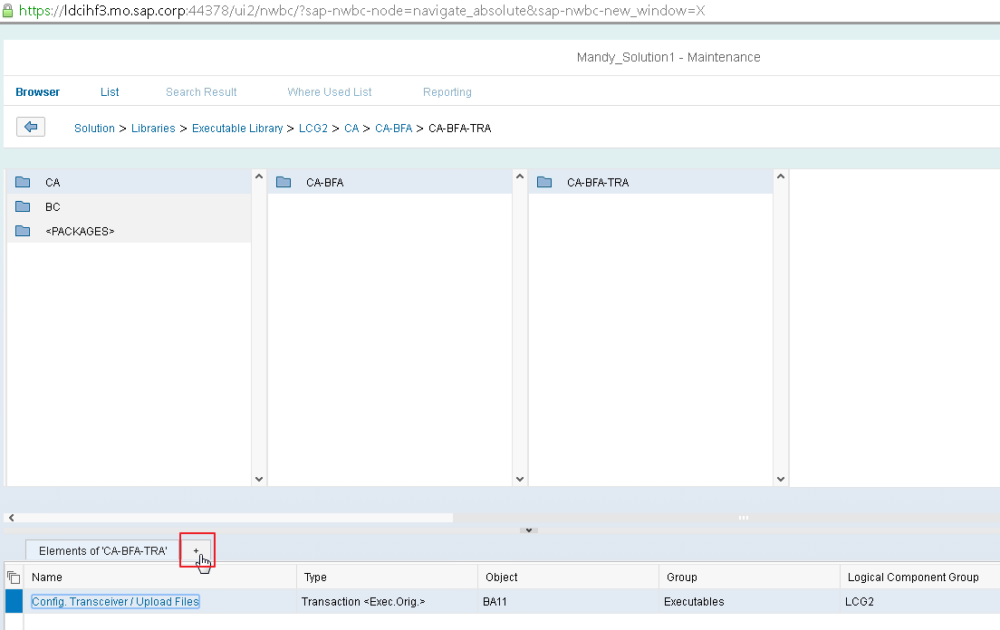 https://ldcihf3.mo.sap.corp:44378/ui2/nwbc/?sap-nwbc-node=navigate_absolute&sap-nwbc-new_window=X
Mandy_Solution1 - Maintenance
Browser List Search Result Where Used List Reporting
Solution > Libraries > Executable Library > LCG2 > CA > CA-BFA > CA-BFA-TRA
CA CA-BFA CA-BFA-TRA
BC
<PACKAGES>
Elements of 'CA-BFA-TRA' +
Name Type Object Group Logical Component Group
Config. Transceiver / Upload Files Transaction <Exec.Orig.> BA11 Executables LCG2